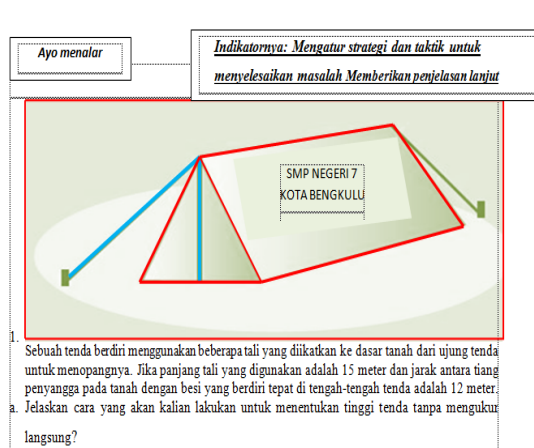 Ayo menalar
Indikatornya: Mengatur strategi dan taktik untuk
menyelesaikan masalah Memberikan penjelasan lanjut
SMP NEGERI 7
KOTA BENGKULU
1.
Sebuah tenda berdiri menggunakan beberapa tali yang diikatkan ke dasar tanah dari ujung tenda
untuk menopangnya. Jika panjang tali yang digunakan adalah 15 meter dan jarak antara tiang
penyangga pada tanah dengan besi yang berdiri tepat di tengah-tengah tenda adalah 12 meter.
a. Jelaskan cara yang akan kalian lakukan untuk menentukan tinggi tenda tanpa mengukur
langsung?